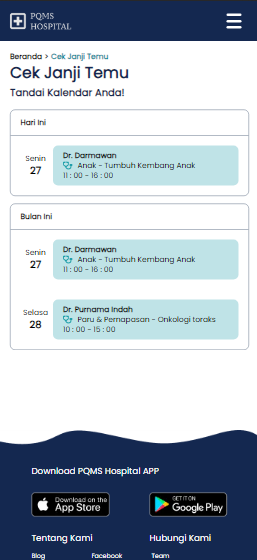 PQMS
HOSPITAL
Beranda > Cek Janji Temu
Cek Janji Temu
Tandai Kalendar Anda!
Hari Ini
Senin
27
Dr. Darmawan
Anak - Tumbuh Kembang Anak
11 : 00 - 16 : 00
Bulan Ini
Senin
27
Dr. Darmawan
Anak - Tumbuh Kembang Anak
11 : 00 - 16 : 00
Selasa
28
Dr. Purnama Indah
Paru & Pernapasan - Onkologi toraks
10 : 00 - 15 : 00
Download PQMS Hospital APP
Download on the
App Store
GET IT ON
Google Play
Tentang Kami
Hubungi Kami
Blog
Facebook
Team